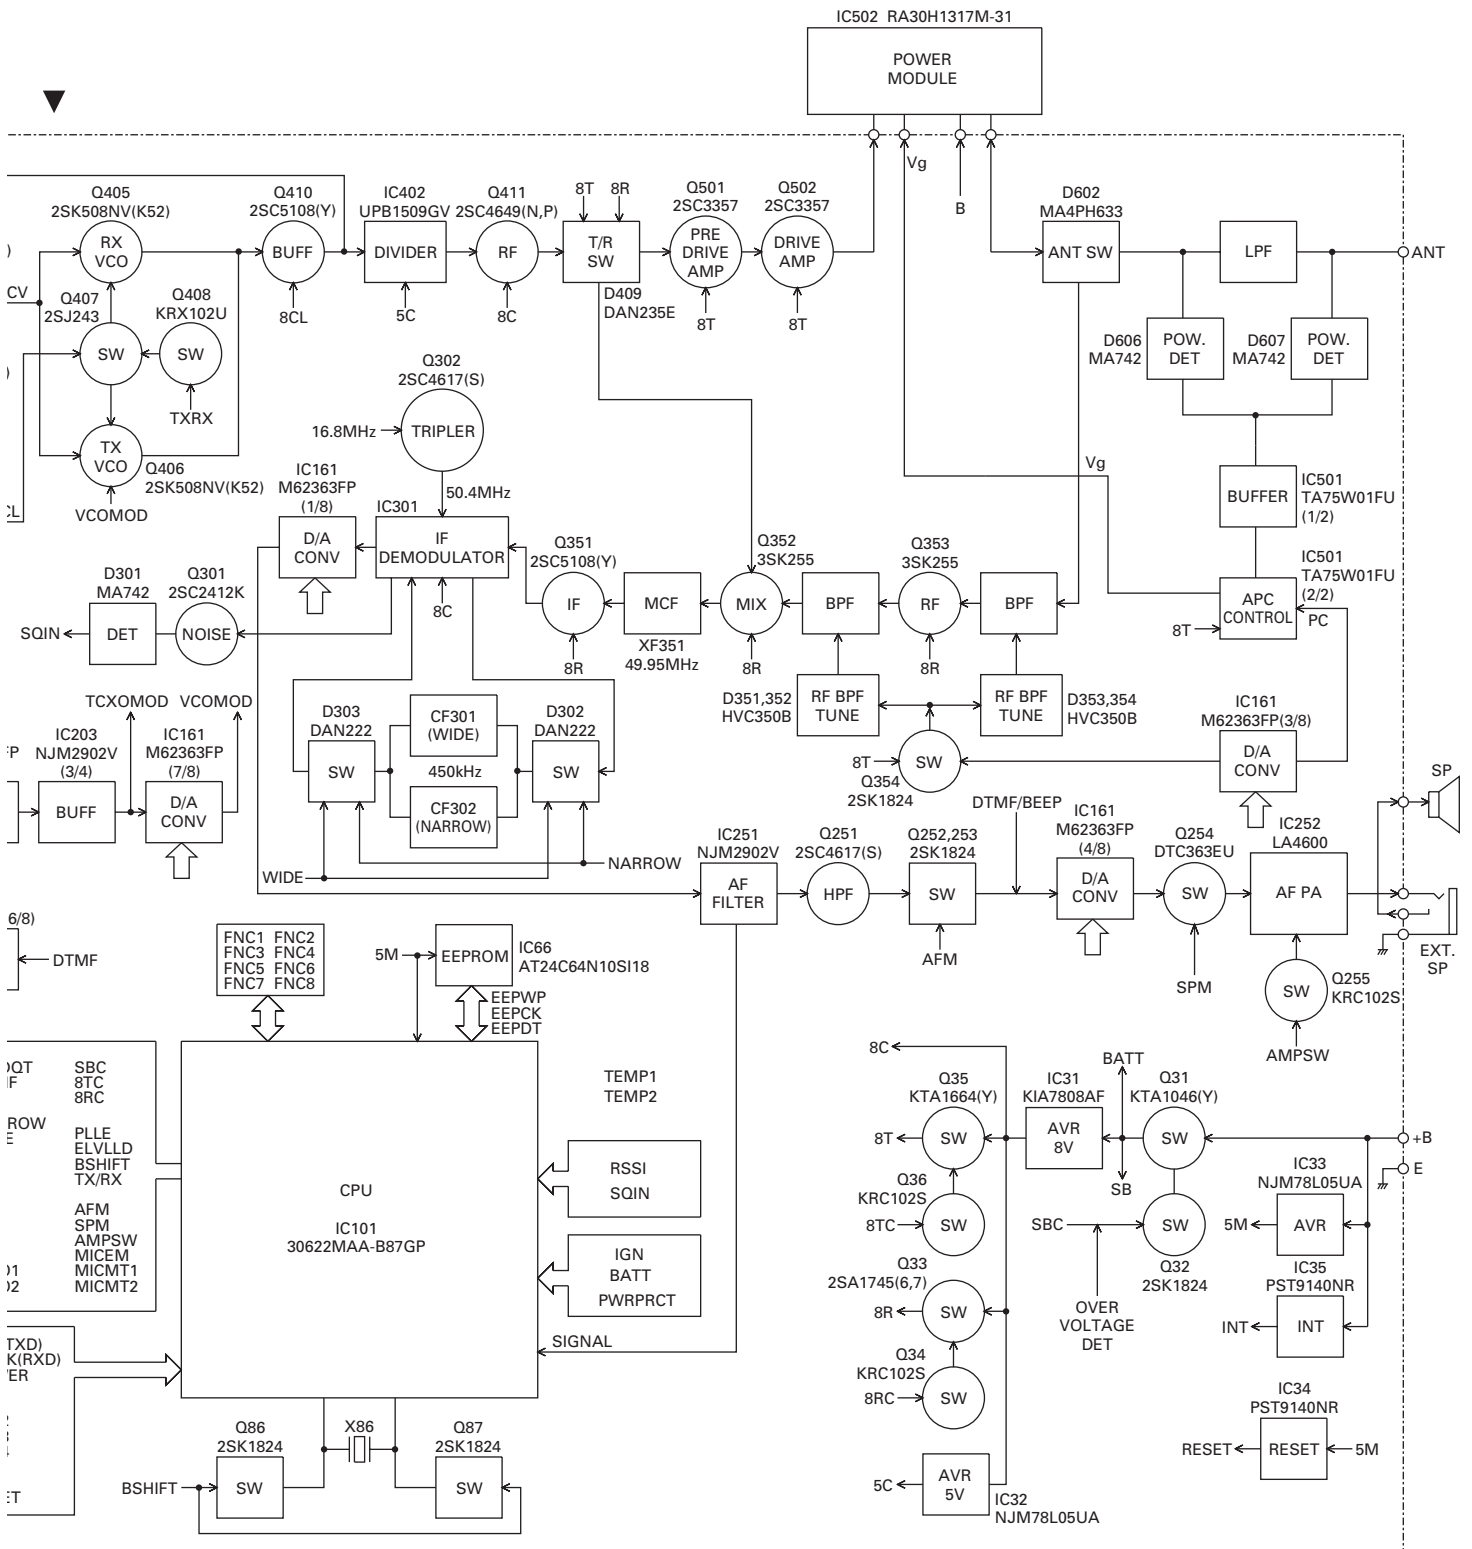 IC502 RA30H1317M-31
POWER
MODULE
Vg
B
Q405
2SK508NV(K52)
RX
VCO
Q410
2SC5108(Y)
BUFF
8CL
IC402
UPB1509GV
DIVIDER
5C
Q411
2SC4649(N,P)
RF
8C
8T 8R
T/R
SW
D409
DAN235E
Q501
2SC3357
PRE
DRIVE
AMP
8T
Q502
2SC3357
DRIVE
AMP
8T
D602
MA4PH633
ANT SW
LPF
ANT
CV
Q407
2SJ243
SW
Q408
KRX102U
SW
TXRX
TX
VCO
Q406
2SK508NV(K52)
VCOMOD
CL
D606
MA742
POW.
DET
D607
MA742
POW.
DET
Q302
2SC4617(S)
16.8MHz
TRIPLER
50.4MHz
Vg
BUFFER
IC501
TA75W01FU
(1/2)
IC161
M62363FP
(1/8)
D/A
CONV
IC301
IF
DEMODULATOR
8C
Q351
2SC5108(Y)
IF
8R
MCF
XF351
49.95MHz
Q352
3SK255
MIX
8R
BPF
Q353
3SK255
RF
8R
BPF
IC501
TA75W01FU
(2/2)
APC
CONTROL
8T
PC
D301
MA742
SQIN
DET
Q301
2SC2412K
NOISE
D351,352
HVC350B
RF BPF
TUNE
RF BPF
TUNE
D353,354
HVC350B
8T
SW
Q354
2SK1824
IC161
M62363FP(3/8)
D/A
CONV
TCXOMOD VCOMOD
FP
IC203
NJM2902V
(3/4)
BUFF
IC161
M62363FP
(7/8)
D/A
CONV
D303
DAN222
SW
CF301
(WIDE)
450kHz
CF302
(NARROW)
D302
DAN222
SW
NARROW
WIDE
SP
DTMF/BEEP
IC251
NJM2902V
AF
FILTER
Q251
2SC4617(S)
HPF
Q252,253
2SK1824
SW
AFM
IC161
M62363FP
(4/8)
D/A
CONV
Q254
DTC363EU
SW
SPM
IC252
LA4600
AF PA
EXT.
SP
SW
Q255
KRC102S
AMPSW
6/8)
DTMF
FNC1 FNC2
FNC3 FNC4
FNC5 FNC6
FNC7 FNC8
5M
EEPROM
IC66
AT24C64N10SI18
EEPWP
EEPCK
EEPDT
SBC
8TC
8RC
ROW
PLLE
ELVLLD
BSHIFT
TX/RX
AFM
SPM
AMPSW
MICEM
MICMT1
MICMT2
CPU
IC101
30622MAA-B87GP
TEMP1
TEMP2
RSSI
SQIN
IGN
BATT
PWRPRCT
SIGNAL
TXD)
K(RXD)
ET
8C
Q35
KTA1664(Y)
8T
SW
IC31
KIA7808AF
AVR
8V
BATT
SB
Q31
KTA1046(Y)
SW
+B
E
Q36
KRC102S
8TC
SW
SBC
SW
Q32
2SK1824
OVER
VOLTAGE
DET
IC33
NJM78L05UA
5M
AVR
IC35
PST9140NR
INT
INT
Q33
2SA1745(6,7)
8R
SW
Q34
KRC102S
8RC
SW
IC34
PST9140NR
RESET
RESET
5M
5C
AVR
5V
IC32
NJM78L05UA
Q86
2SK1824
BSHIFT
SW
X86
Q87
2SK1824
SW